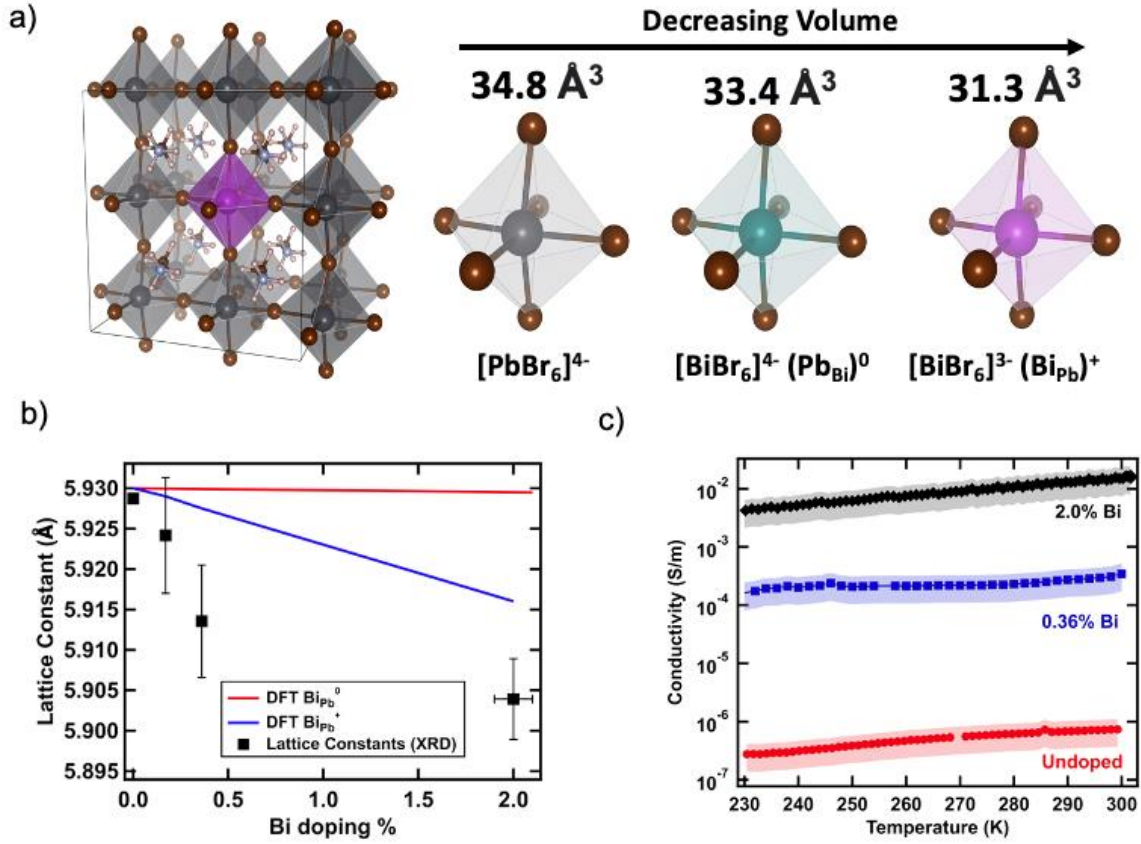 a)
Decreasing Volume
34.8 Å³ 33.4 Å³ 31.3 Å³
[PbBr₆]⁴⁻ [BiBr₆]⁴⁻ (Pb_Bi)⁰ [BiBr₆]³⁻ (Bi_Pb)⁺
b)
5.930
5.925
5.920
5.915
5.910
5.905
5.900
5.895
Lattice Constant (Å)
DFT Bi_Pb⁰
DFT Bi_Pb⁺
Lattice Constants (XRD)
0.0 0.5 1.0 1.5 2.0
Bi doping %
c)
10⁻²
10⁻³
10⁻⁴
10⁻⁵
10⁻⁶
10⁻⁷
Conductivity (S/m)
2.0% Bi
0.36% Bi
Undoped
230 240 250 260 270 280 290 300
Temperature (K)